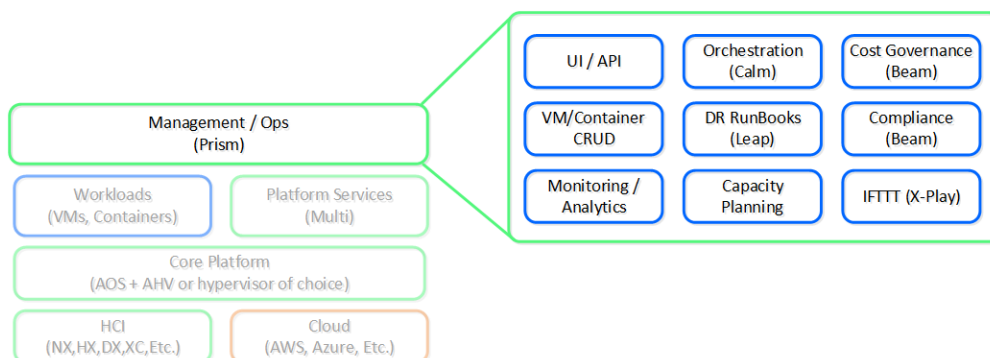 Management / Ops
(Prism)
Workloads
(VMs, Containers)
Platform Services
(Multi)
Core Platform
(AOS + AHV or hypervisor of choice)
HCI
(NX,HX,DX,XC,Etc.)
Cloud
(AWS, Azure, Etc.)
UI / API
Orchestration
(Calm)
Cost Governance
(Beam)
VM/Container
CRUD
DR RunBooks
(Leap)
Compliance
(Beam)
Monitoring /
Analytics
Capacity
Planning
IFTTT (X-Play)